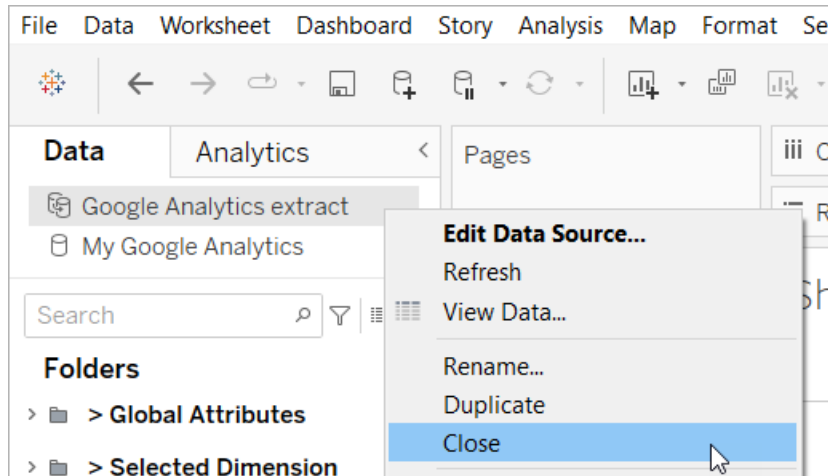 File Data Worksheet Dashboard Story Analysis Map Format
Data Analytics
Pages
Google Analytics extract
My Google Analytics
Edit Data Source...
Refresh
View Data...
Rename...
Duplicate
Close
Search
Folders
> Global Attributes
> Selected Dimension